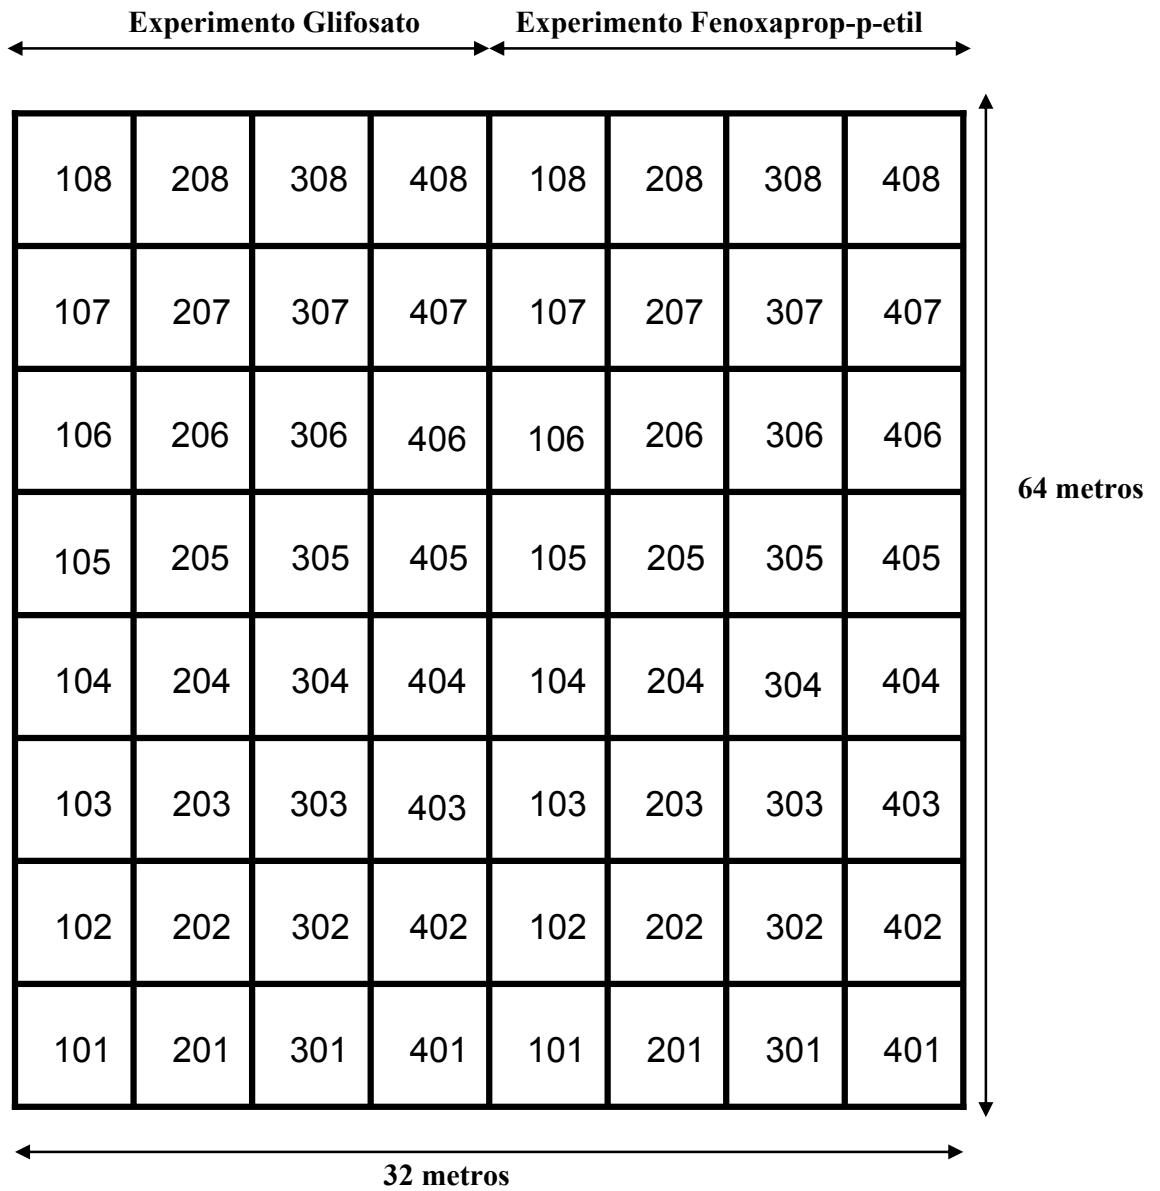 Experimento Glifosato Experimento Fenoxaprop-p-etil
108 208 308 408 108 208 308 408
107 207 307 407 107 207 307 407
106 206 306 406 106 206 306 406
64 metros
105 205 305 405 105 205 305 405
104 204 304 404 104 204 304 404
103 203 303 403 103 203 303 403
102 202 302 402 102 202 302 402
101 201 301 401 101 201 301 401
32 metros